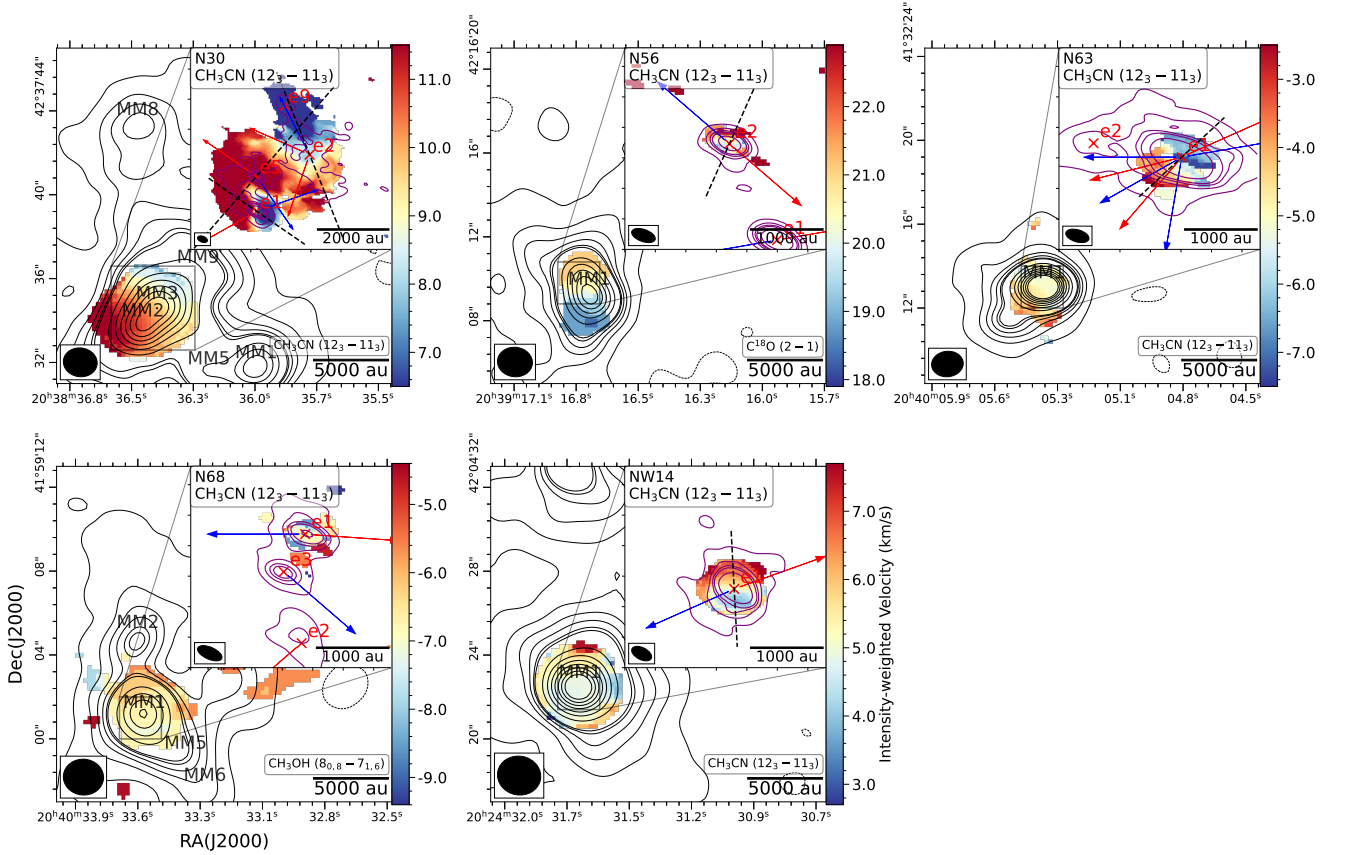 N30
CH₃CN (12₃ − 11₃)
42°37'44"
42"
40"
36"
32"
MM8
MM9
MM3
MM2
MM5
MM1
e9
e2
2000 au
CH₃CN (12₃ − 11₃)
5000 au
11.0
10.0
9.0
8.0
7.0
20ʰ38ᵐ36.8ˢ
36.5ˢ
36.3ˢ
36.0ˢ
35.5ˢ
N56
CH₃CN (12₃ − 11₃)
42°16'20"
16"
12"
08"
MM1
e2
e1
1000 au
C¹⁸O (2 − 1)
5000 au
22.0
21.0
20.0
19.0
18.0
20ʰ39ᵐ17.1ˢ
16.5ˢ
16.0ˢ
15.7ˢ
N63
CH₃CN (12₃ − 11₃)
41°32'24"
20"
16"
12"
MM1
e2
e1
1000 au
CH₃CN (12₃ − 11₃)
5000 au
-3.0
-4.0
-5.0
-6.0
-7.0
20ʰ40ᵐ05.9ˢ
05.6ˢ
05.1ˢ
04.8ˢ
04.5ˢ
N68
CH₃CN (12₃ − 11₃)
41°59'12"
08"
04"
00"
MM2
MM1
MM5
MM6
e1
e3
e2
1000 au
CH₃OH (8₀,₈ − 7₁,₆)
5000 au
-5.0
-6.0
-7.0
-8.0
-9.0
20ʰ40ᵐ33.9ˢ
33.6ˢ
33.1ˢ
32.8ˢ
32.5ˢ
RA(J2000)
Dec(J2000)
NW14
CH₃CN (12₃ − 11₃)
42°04'32"
28"
24"
20"
MM1
1000 au
CH₃CN (12₃ − 11₃)
5000 au
7.0
6.0
5.0
4.0
3.0
Intensity-weighted Velocity (km/s)
20ʰ24ᵐ32.0ˢ
31.7ˢ
31.5ˢ
31.2ˢ
30.9ˢ
30.7ˢ